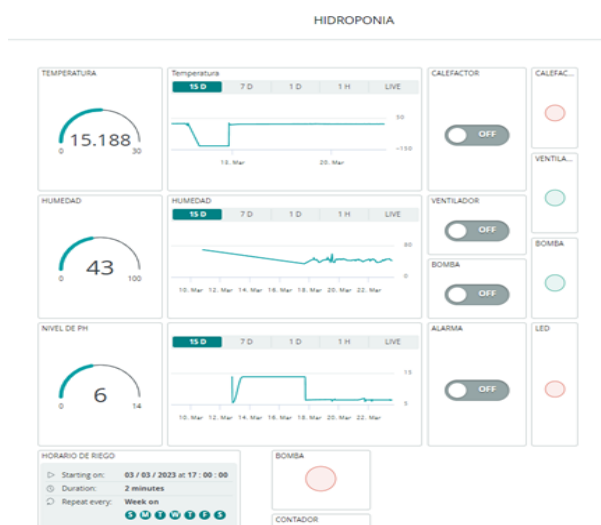 HIDROPONIA
TEMPERATURA
15.188
0 30
Temperatura
15 D 7 D 1 D 1 H LIVE
50
-150
15. Mar 20. Mar
CALEFACTOR
OFF
CALEFAC...
VENTILA...
HUMEDAD
43
0 100
HUMEDAD
15 D 7 D 1 D 1 H LIVE
80
0
10. Mar 12. Mar 14. Mar 16. Mar 18. Mar 20. Mar 22. Mar
VENTILADOR
OFF
BOMBA
OFF
BOMBA
NIVEL DE PH
6
0 14
15 D 7 D 1 D 1 H LIVE
15
5
10. Mar 12. Mar 14. Mar 16. Mar 18. Mar 20. Mar 22. Mar
ALARMA
OFF
LED
HORARIO DE RIEGO
Starting on: 03 / 03 / 2023 at 17 : 00 : 00
Duration: 2 minutes
Repeat every: Week on
S M T W T F S
BOMBA
CONTADOR